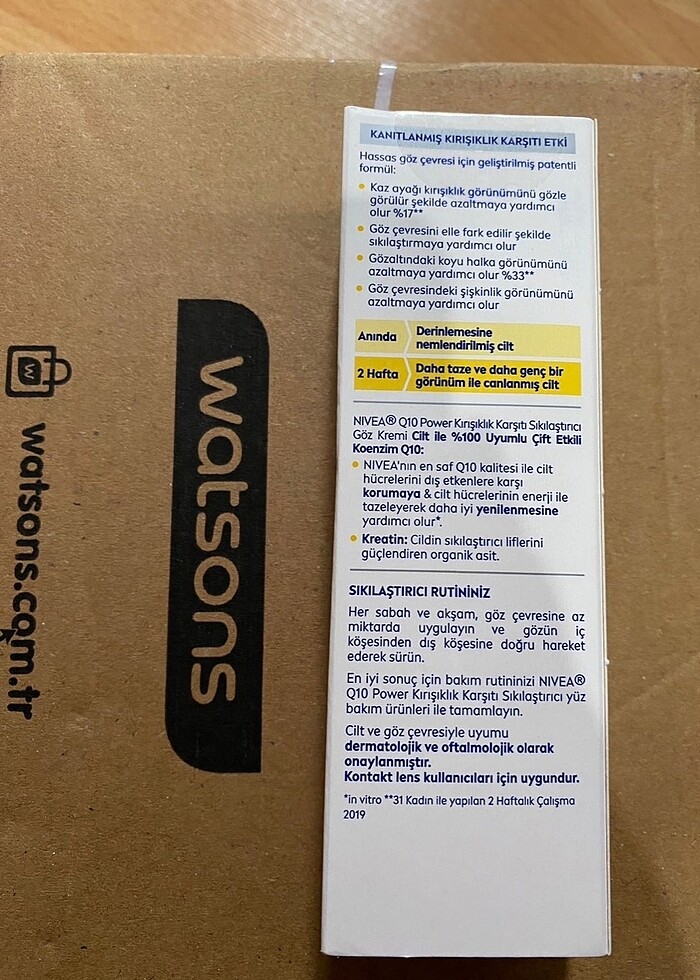 KANITLANMIŞ KIRIŞIKLIK KARŞITI ETKİ
Hassas göz çevresi için geliştirilmiş patentli
formül:
• Kaz ayağı kırışıklık görünümünü gözle
görülür şekilde azaltmaya yardımcı
olur %17**
• Göz çevresini elle fark edilir şekilde
sıkılaştırmaya yardımcı olur
• Gözaltındaki koyu halka görünümünü
azaltmaya yardımcı olur %33**
• Göz çevresindeki şişkinlik görünümünü
azaltmaya yardımcı olur
Anında Derinlemesine
nemlendirilmiş cilt
2 Hafta Daha taze ve daha genç bir
görünüm ile canlanmış cilt
NIVEA® Q10 Power Kırışıklık Karşıtı Sıkılaştırıcı
Göz Kremi Cilt ile %100 Uyumlu Çift Etkili
Koenzim Q10:
• NIVEA'nın en saf Q10 kalitesi ile cilt
hücrelerini dış etkenlere karşı
korumaya & cilt hücrelerinin enerji ile
tazeleyerek daha iyi yenilenmesine
yardımcı olur*.
• Kreatin: Cildin sıkılaştırıcı liflerini
güçlendiren organik asit.
SIKILAŞTIRICI RUTİNİNİZ
Her sabah ve akşam, göz çevresine az
miktarda uygulayın ve gözün iç
köşesinden dış köşesine doğru hareket
ederek sürün.
En iyi sonuç için bakım rutininizi NIVEA®
Q10 Power Kırışıklık Karşıtı Sıkılaştırıcı yüz
bakım ürünleri ile tamamlayın.
Cilt ve göz çevresiyle uyumu
dermatolojik ve oftalmolojik olarak
onaylanmıştır.
Kontakt lens kullanıcıları için uygundur.
*in vitro **31 Kadın ile yapılan 2 Haftalık Çalışma
2019
watsons
w
watsons.com.tr